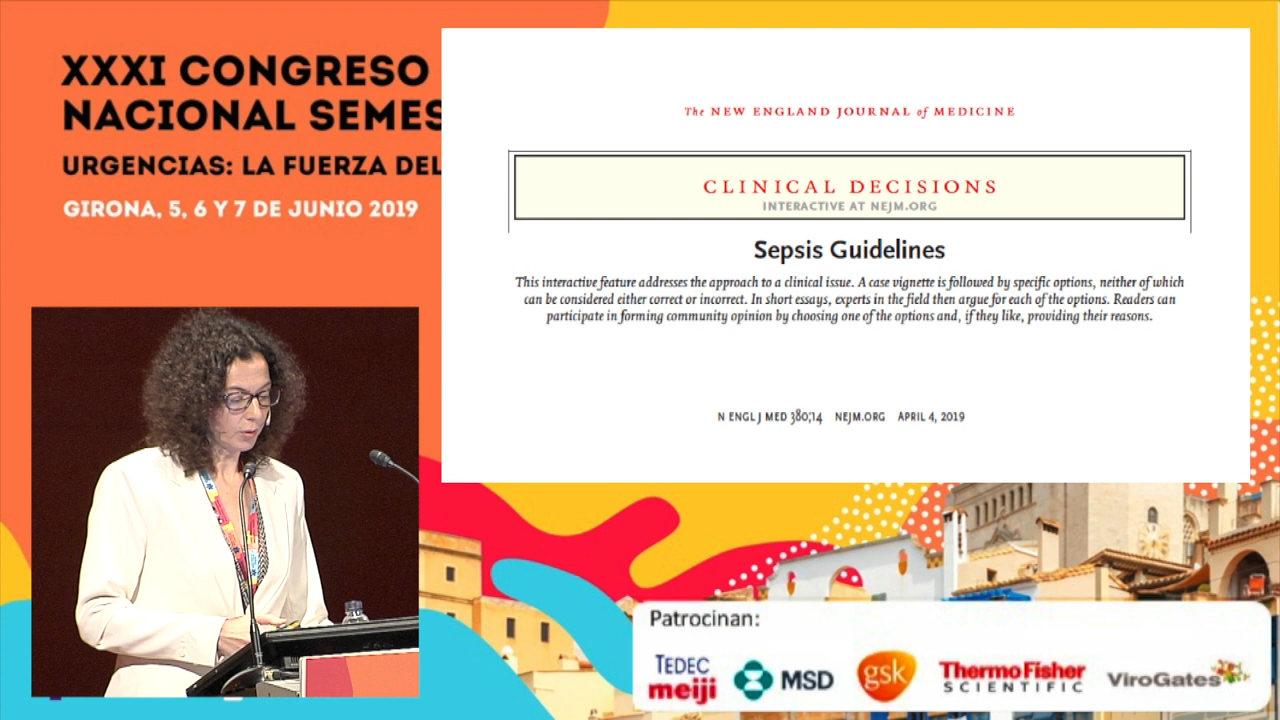 XXXI CONGRESO
NACIONAL SEMES
URGENCIAS: LA FUERZA DEL
GIRONA, 5, 6 Y 7 DE JUNIO 2019
The NEW ENGLAND JOURNAL of MEDICINE
CLINICAL DECISIONS
INTERACTIVE AT NEJM.ORG
Sepsis Guidelines
This interactive feature addresses the approach to a clinical issue. A case vignette is followed by specific options, neither of which
can be considered either correct or incorrect. In short essays, experts in the field then argue for each of the options. Readers can
participate in forming community opinion by choosing one of the options and, if they like, providing their reasons.
N ENGL J MED 380;14 NEJM.ORG APRIL 4, 2019
Patrocinan:
TEDEC
meiji
MSD
gsk
ThermoFisher
SCIENTIFIC
ViroGates